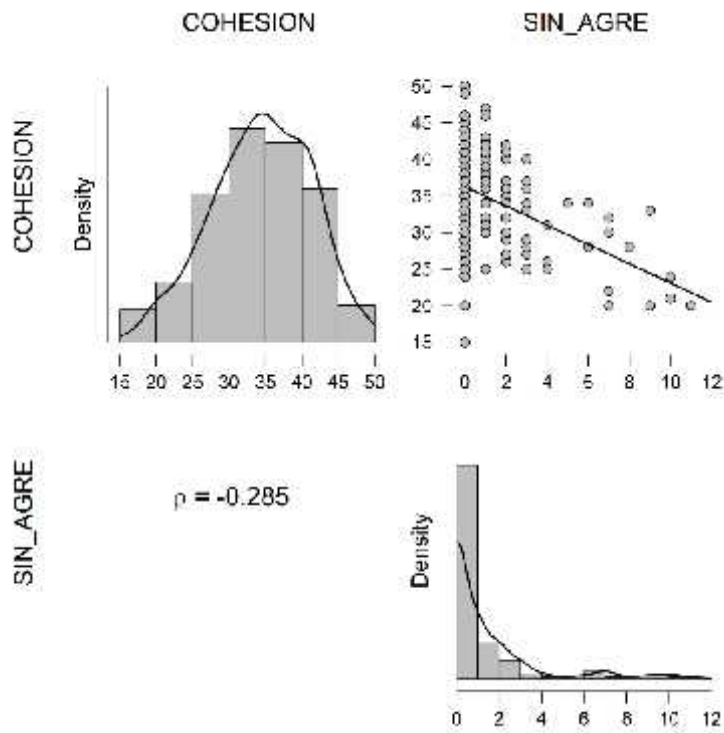 COHESION
SIN_AGRE
COHESION
Density
15 20 25 30 35 40 45 50
50
45
40
35
30
25
20
15
0 2 4 6 8 10 12
SIN_AGRE
ρ = -0.285
Density
0 2 4 6 8 10 12